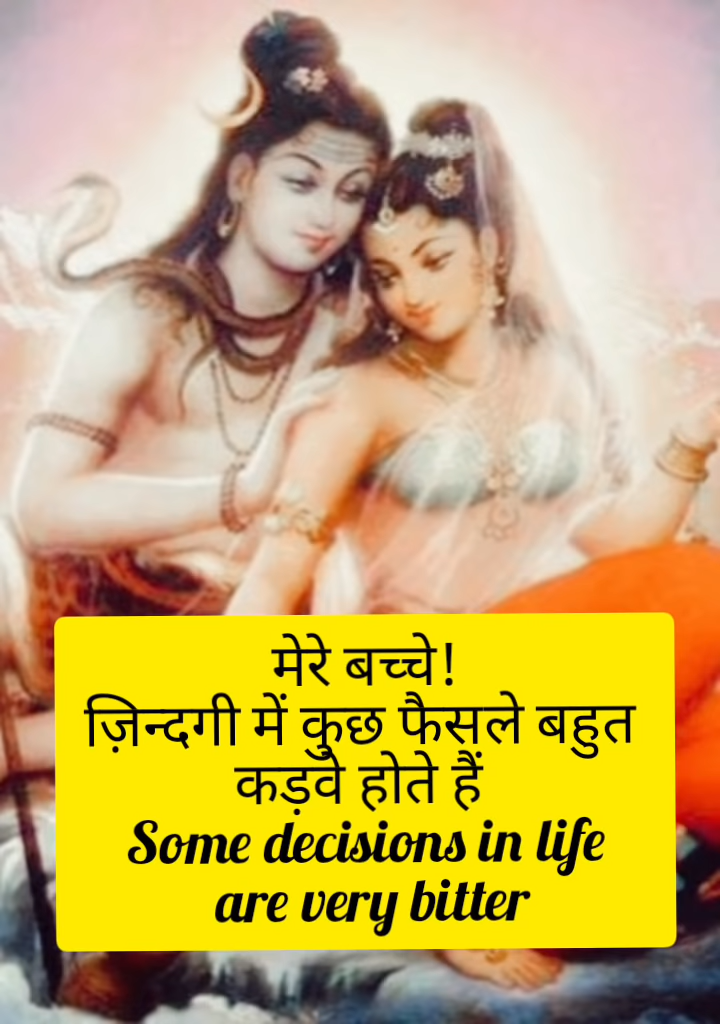 मेरे बच्चे!
ज़िन्दगी में कुछ फैसले बहुत
कड़वे होते हैं
Some decisions in life
are very bitter